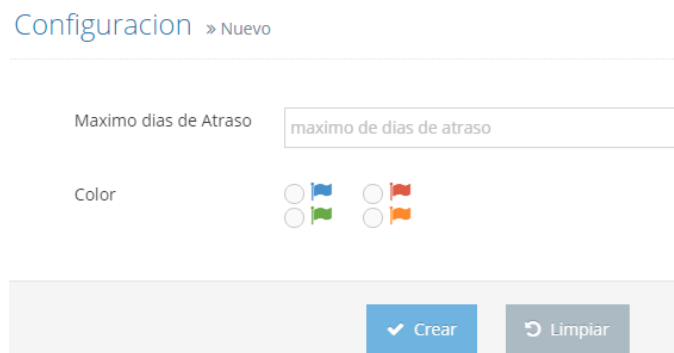 Configuracion » Nuevo
Maximo dias de Atraso
maximo de dias de atraso
Color
Crear
Limpiar